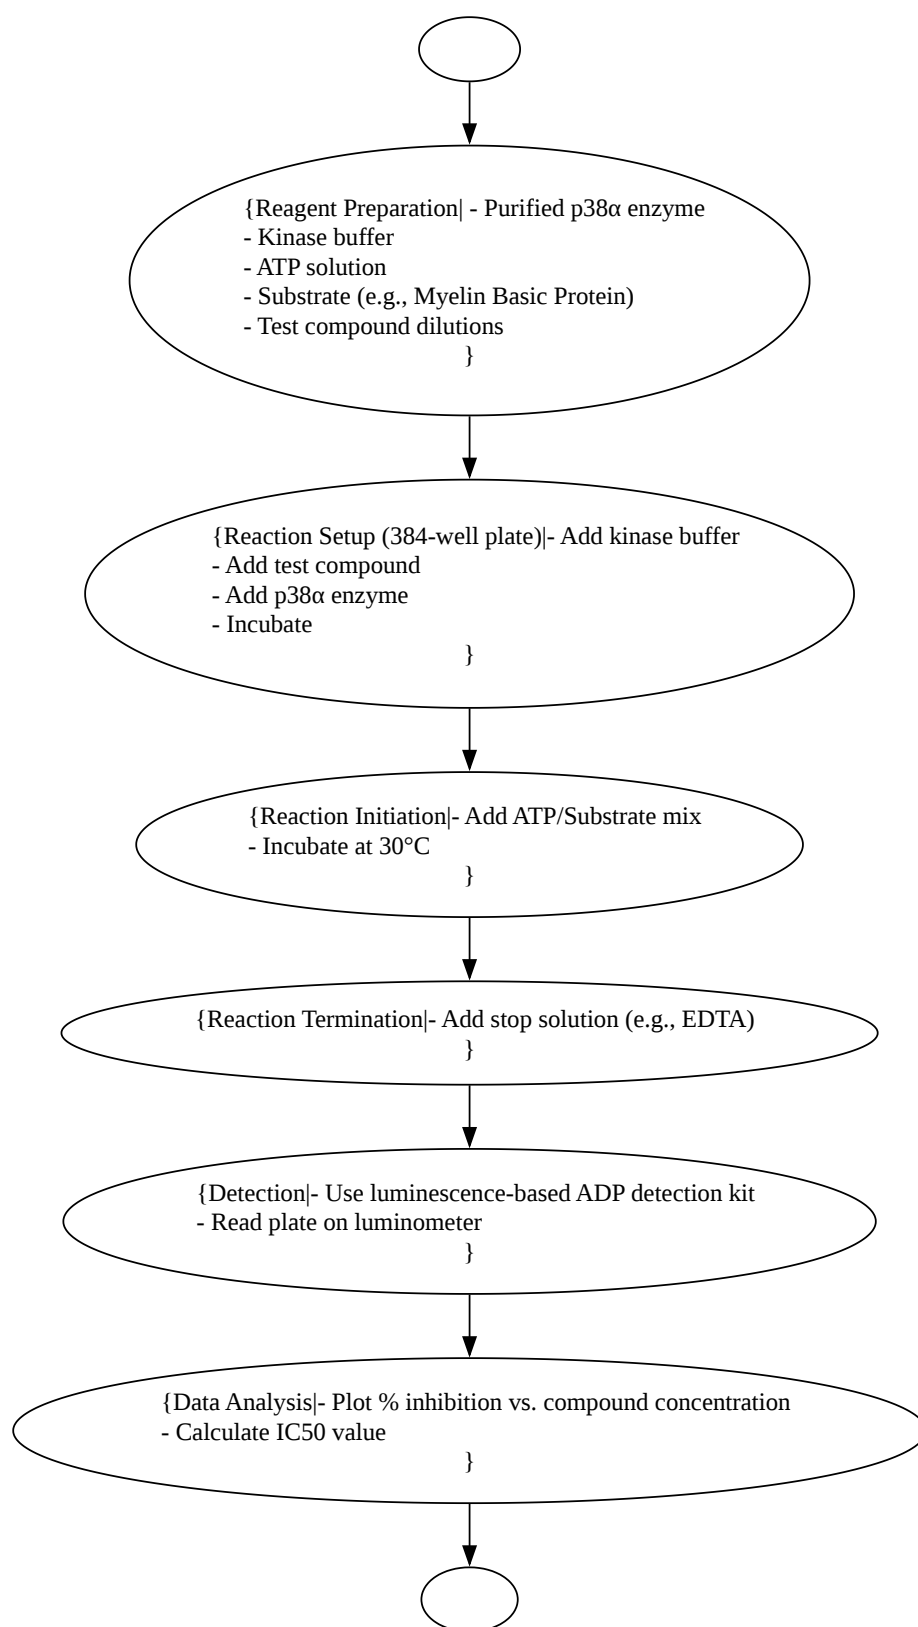 {Reagent Preparation| - Purified p38α enzyme
- Kinase buffer
- ATP solution
- Substrate (e.g., Myelin Basic Protein)
- Test compound dilutions
}
{Reaction Setup (384-well plate)|- Add kinase buffer
- Add test compound
- Add p38α enzyme
- Incubate
}
{Reaction Initiation|- Add ATP/Substrate mix
- Incubate at 30°C
}
{Reaction Termination|- Add stop solution (e.g., EDTA)
}
{Detection|- Use luminescence-based ADP detection kit
- Read plate on luminometer
}
{Data Analysis|- Plot % inhibition vs. compound concentration
- Calculate IC50 value
}